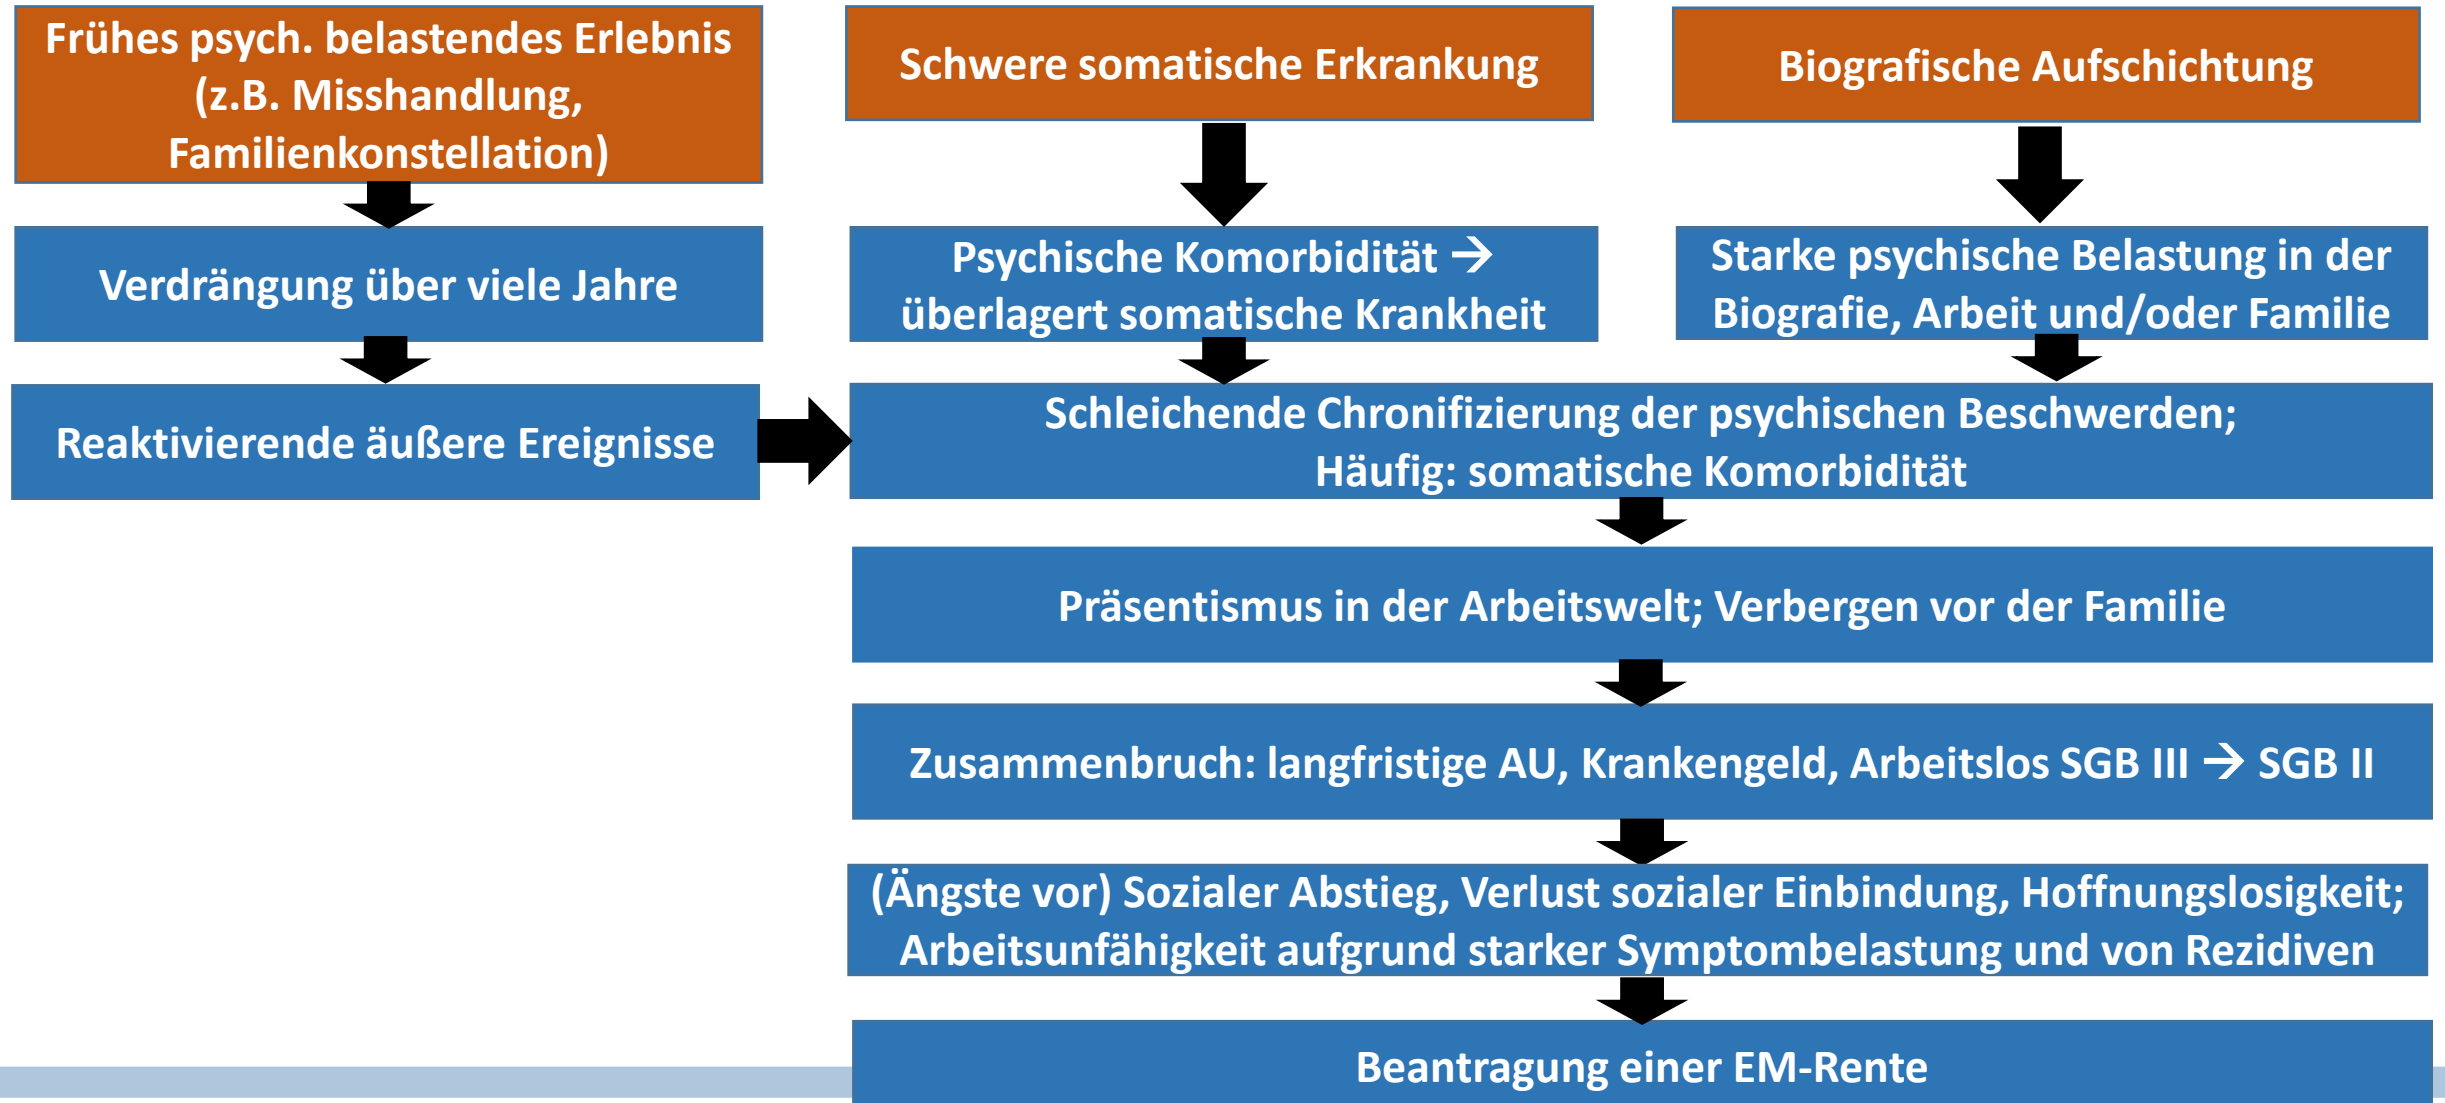 Frühes psych. belastendes Erlebnis
(z.B. Misshandlung,
Familienkonstellation)
Schwere somatische Erkrankung
Biografische Aufschichtung
Verdrängung über viele Jahre
Psychische Komorbidität →
überlagert somatische Krankheit
Starke psychische Belastung in der
Biografie, Arbeit und/oder Familie
Reaktivierende äußere Ereignisse
Schleichende Chronifizierung der psychischen Beschwerden;
Häufig: somatische Komorbidität
Präsentismus in der Arbeitswelt; Verbergen vor der Familie
Zusammenbruch: langfristige AU, Krankengeld, Arbeitslos SGB III → SGB II
(Ängste vor) Sozialer Abstieg, Verlust sozialer Einbindung, Hoffnungslosigkeit;
Arbeitsunfähigkeit aufgrund starker Symptombelastung und von Rezidiven
Beantragung einer EM-Rente